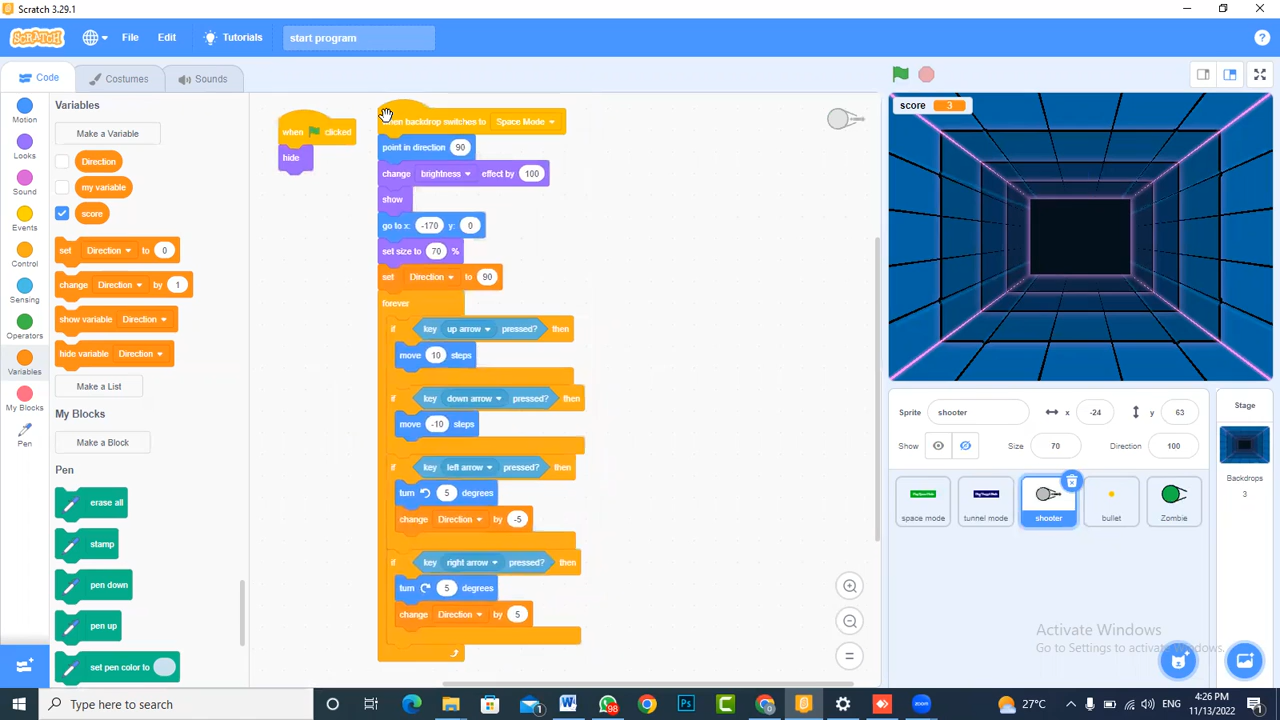 Scratch 3.29.1
SCRATCH
File
Edit
Tutorials
start program
Code
Costumes
Sounds
Motion
Looks
Sound
Events
Control
Sensing
Operators
Variables
My Blocks
Pen
Variables
Make a Variable
Direction
my variable
score
set Direction to 0
change Direction by 1
show variable Direction
hide variable Direction
Make a List
My Blocks
Make a Block
Pen
erase all
stamp
pen down
pen up
set pen color to
when clicked
hide
when backdrop switches to Space Mode
point in direction 90
change brightness effect by 100
show
go to x: -170 y: 0
set size to 70 %
set Direction to 90
forever
if key up arrow pressed? then
move 10 steps
if key down arrow pressed? then
move -10 steps
if key left arrow pressed? then
turn 5 degrees
change Direction by -5
if key right arrow pressed? then
turn 5 degrees
change Direction by 5
score 3
Sprite shooter x -24 y 63
Show Size 70 Direction 100
space mode
tunnel mode
shooter
bullet
Zombie
Stage
Backdrops
3
Activate Windows
Go to Settings to activate Windows.
Type here to search
98
1
27°C
ENG
4:26 PM
11/13/2022